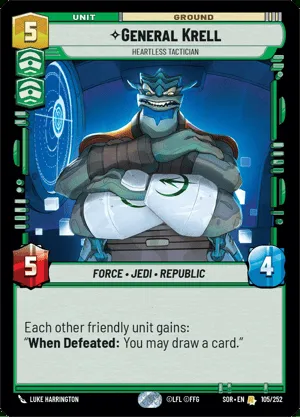 UNIT
GROUND
5
✧GENERAL KRELL
HEARTLESS TACTICIAN
5
4
FORCE • JEDI • REPUBLIC
Each other friendly unit gains:
“When Defeated: You may draw a card.”
LUKE HARRINGTON
©LFL ©FFG
SOR • EN
105/252